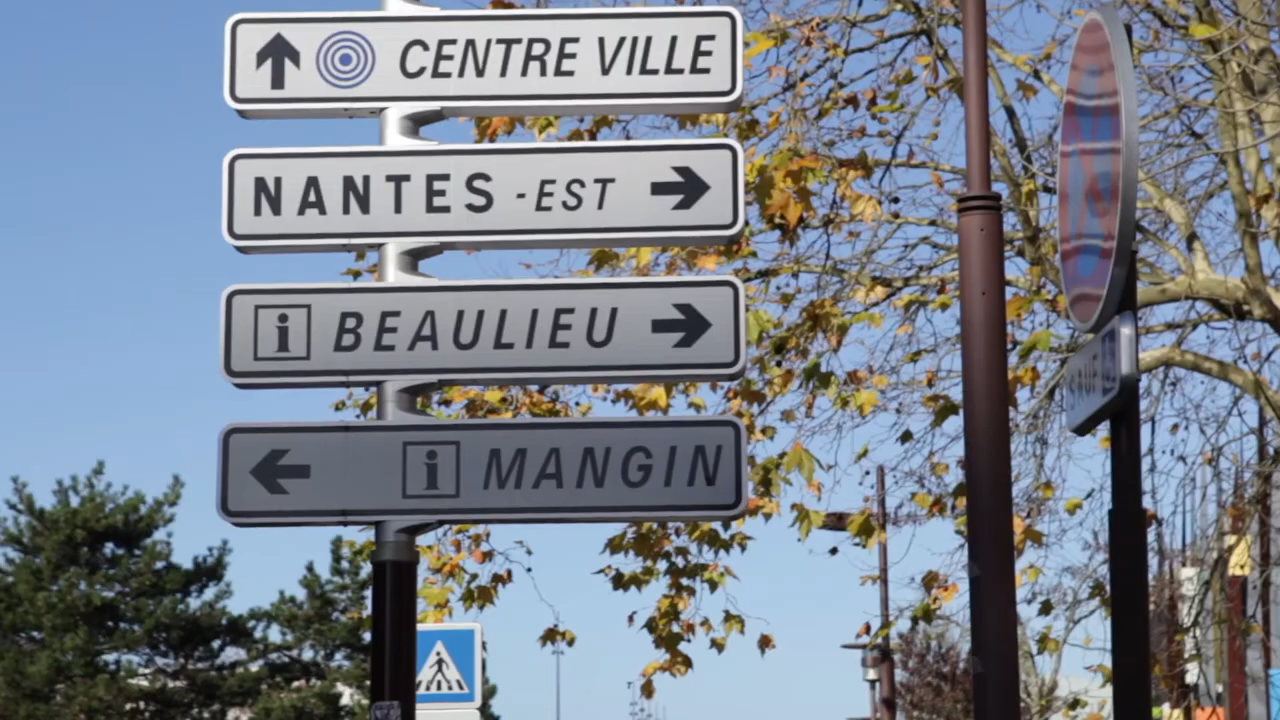 CENTRE VILLE
NANTES -EST
i BEAULIEU
i MANGIN
SAUF